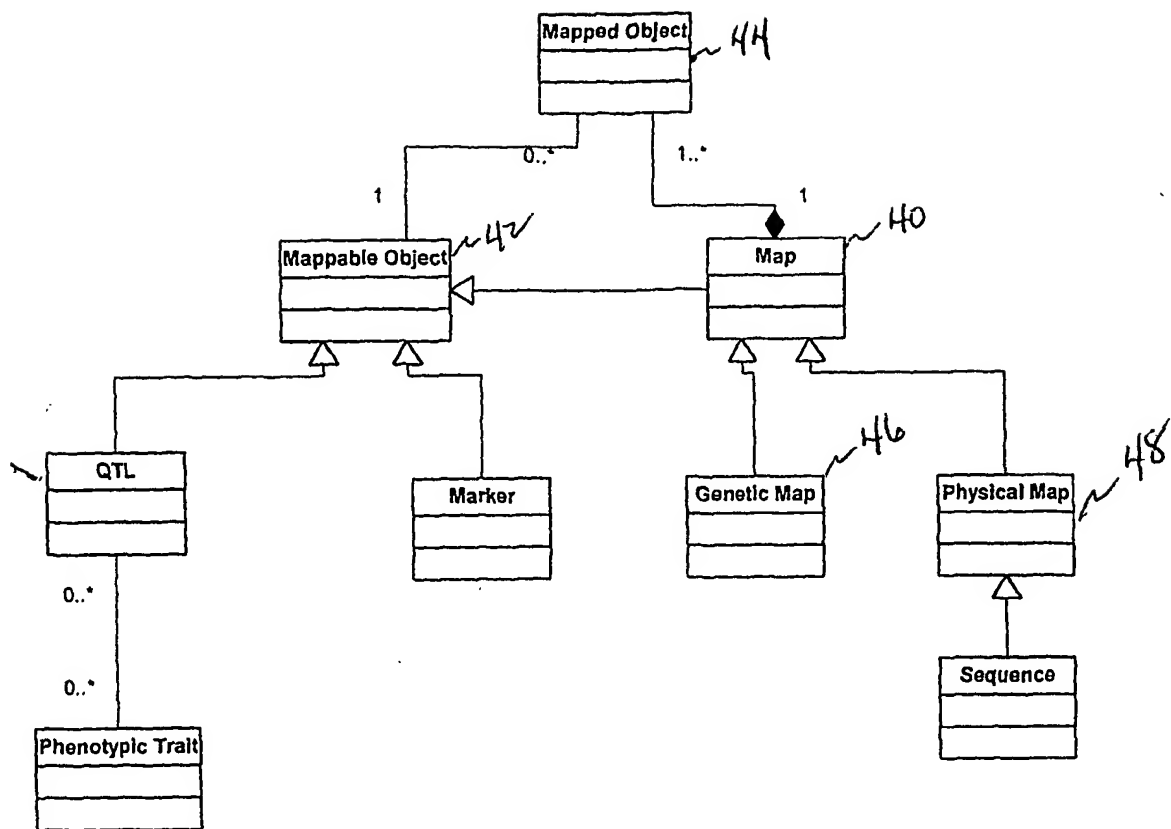 Mapped Object
44
0..*
1..*
1
1
42
40
Mappable Object
Map
46
48
QTL
Marker
Genetic Map
Physical Map
0..*
0..*
Sequence
Phenotypic Trait